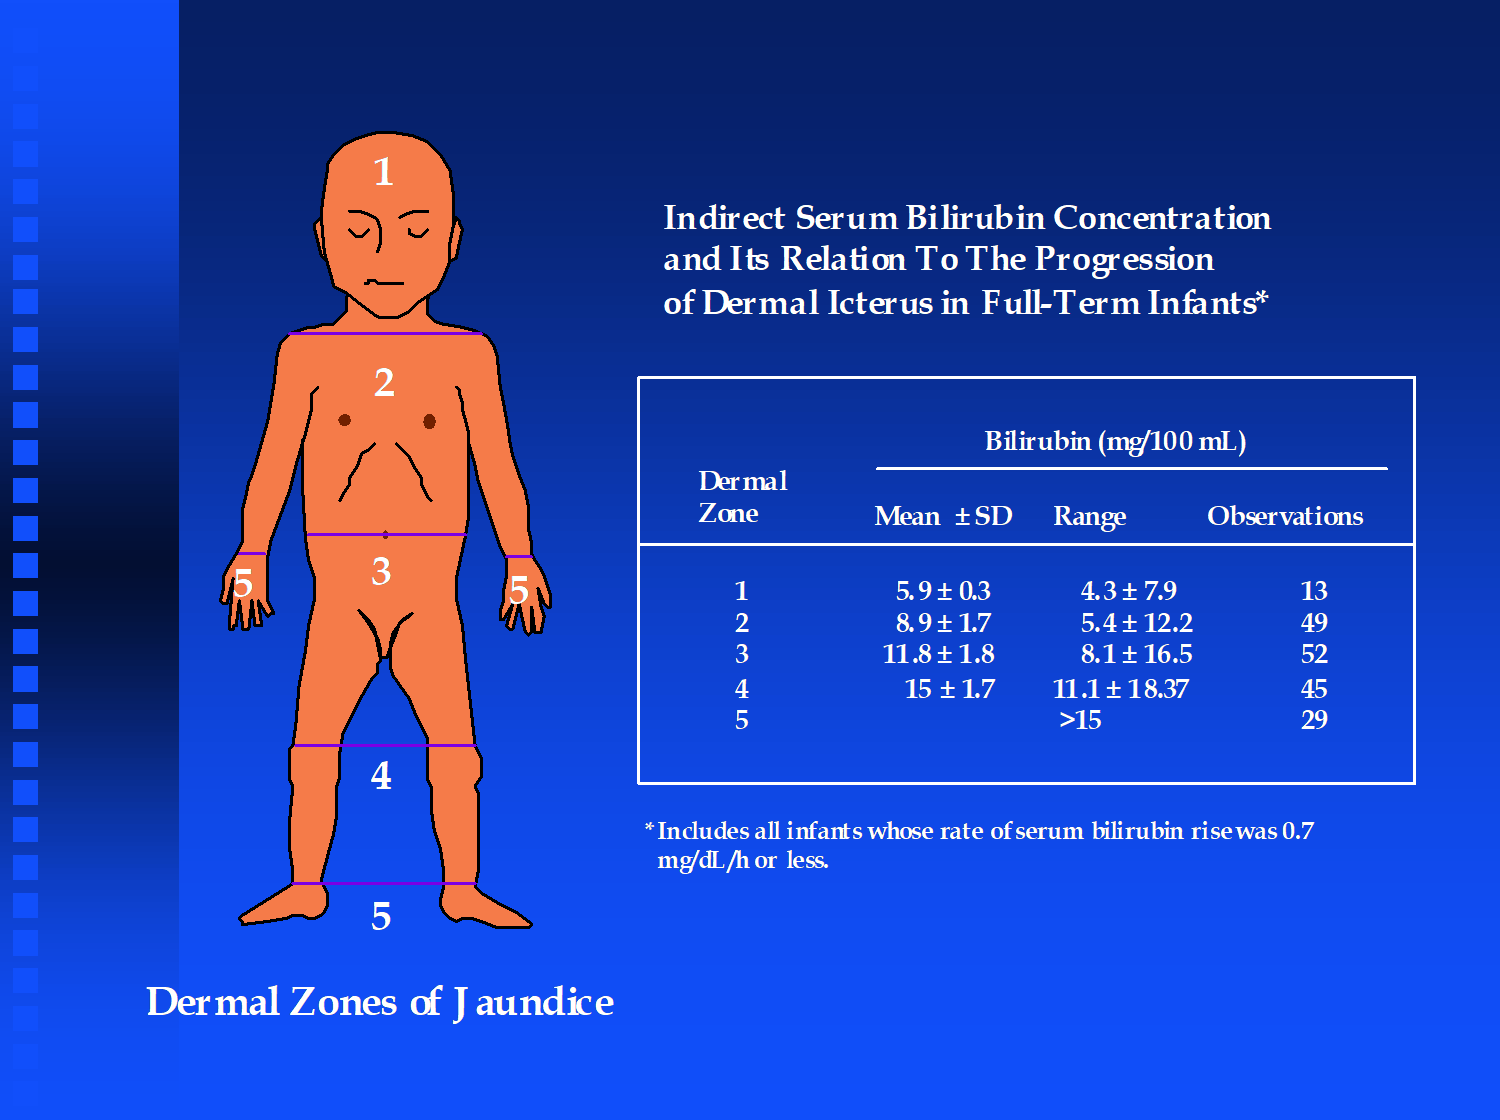 1
2
3
5
5
4
5
Dermal Zones of Jaundice
Indirect Serum Bilirubin Concentration
and Its Relation To The Progression
of Dermal Icterus in Full-Term Infants*
Bilirubin (mg/100 mL)
Dermal
Zone
Mean ± SD Range Observations
1 5.9 ± 0.3 4.3 ± 7.9 13
2 8.9 ± 1.7 5.4 ± 12.2 49
3 11.8 ± 1.8 8.1 ± 16.5 52
4 15 ± 1.7 11.1 ± 18.37 45
5 >15 29
*Includes all infants whose rate of serum bilirubin rise was 0.7
mg/dL/h or less.